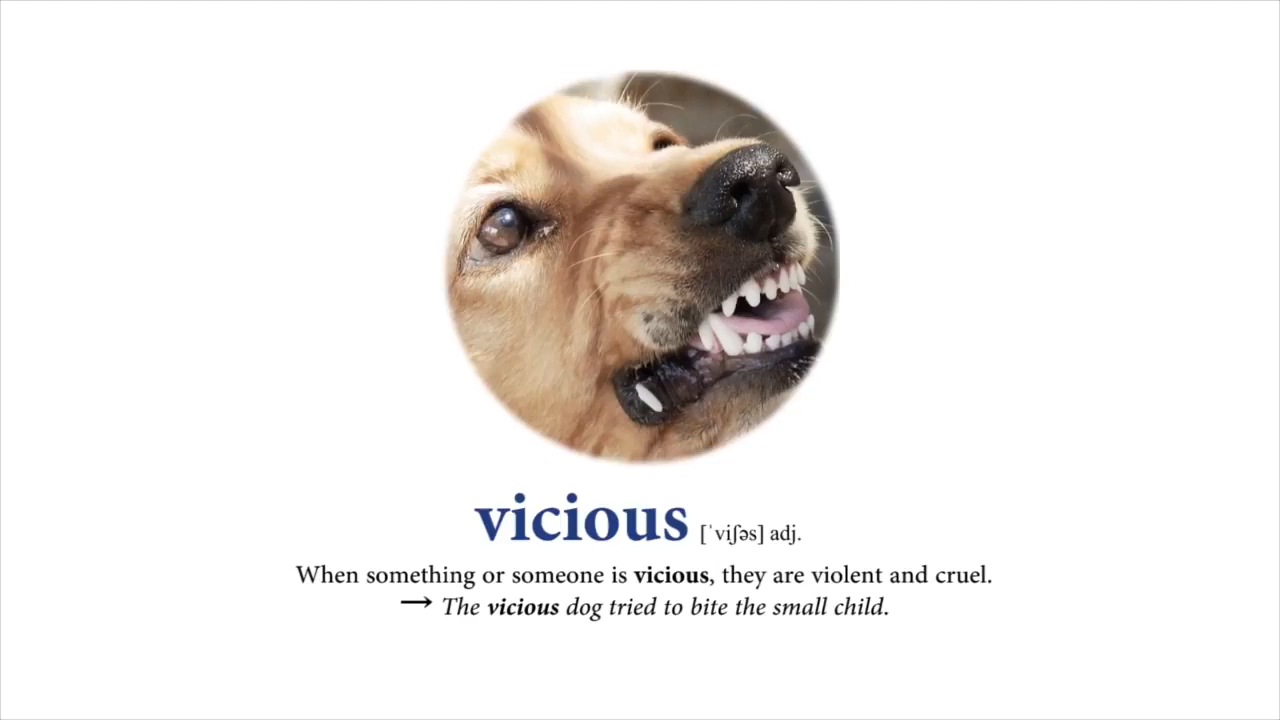 vicious [ˈviʃəs] adj.
When something or someone is vicious, they are violent and cruel.
→ The vicious dog tried to bite the small child.